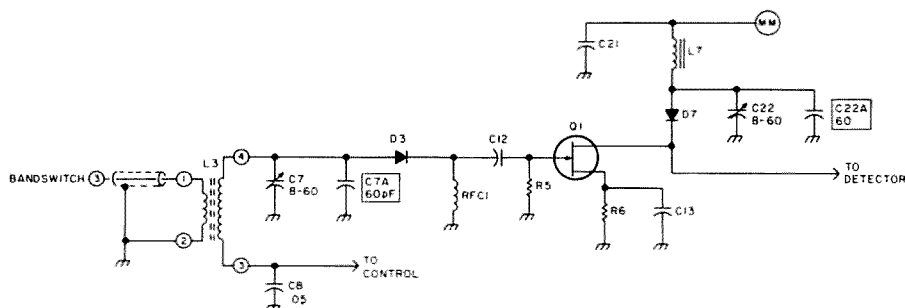 MM
C21
L7
D7
C22
8-60
C22A
60
Q1
C12
D3
4
L3
BANDSWITCH 3
1
C7
8-60
C7A
60pF
RFC1
R5
R6
C13
TO
DETECTOR
2
3
TO
CONTROL
C8
.05